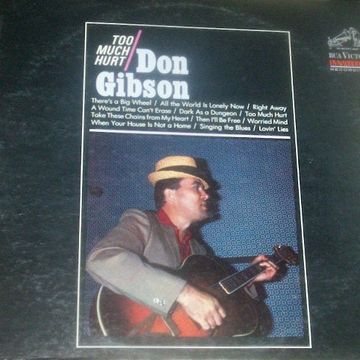 TOO
MUCH
HURT
Don
Gibson
There's a Big Wheel / All the World Is Lonely Now / Right Away
A Wound Time Can't Erase / Dark As a Dungeon / Too Much Hurt
Take These Chains from My Heart / Then I'll Be Free / Worried Mind
When Your House Is Not a Home / Singing the Blues / Lovin' Lies
RCA VICTOR
RECORDS